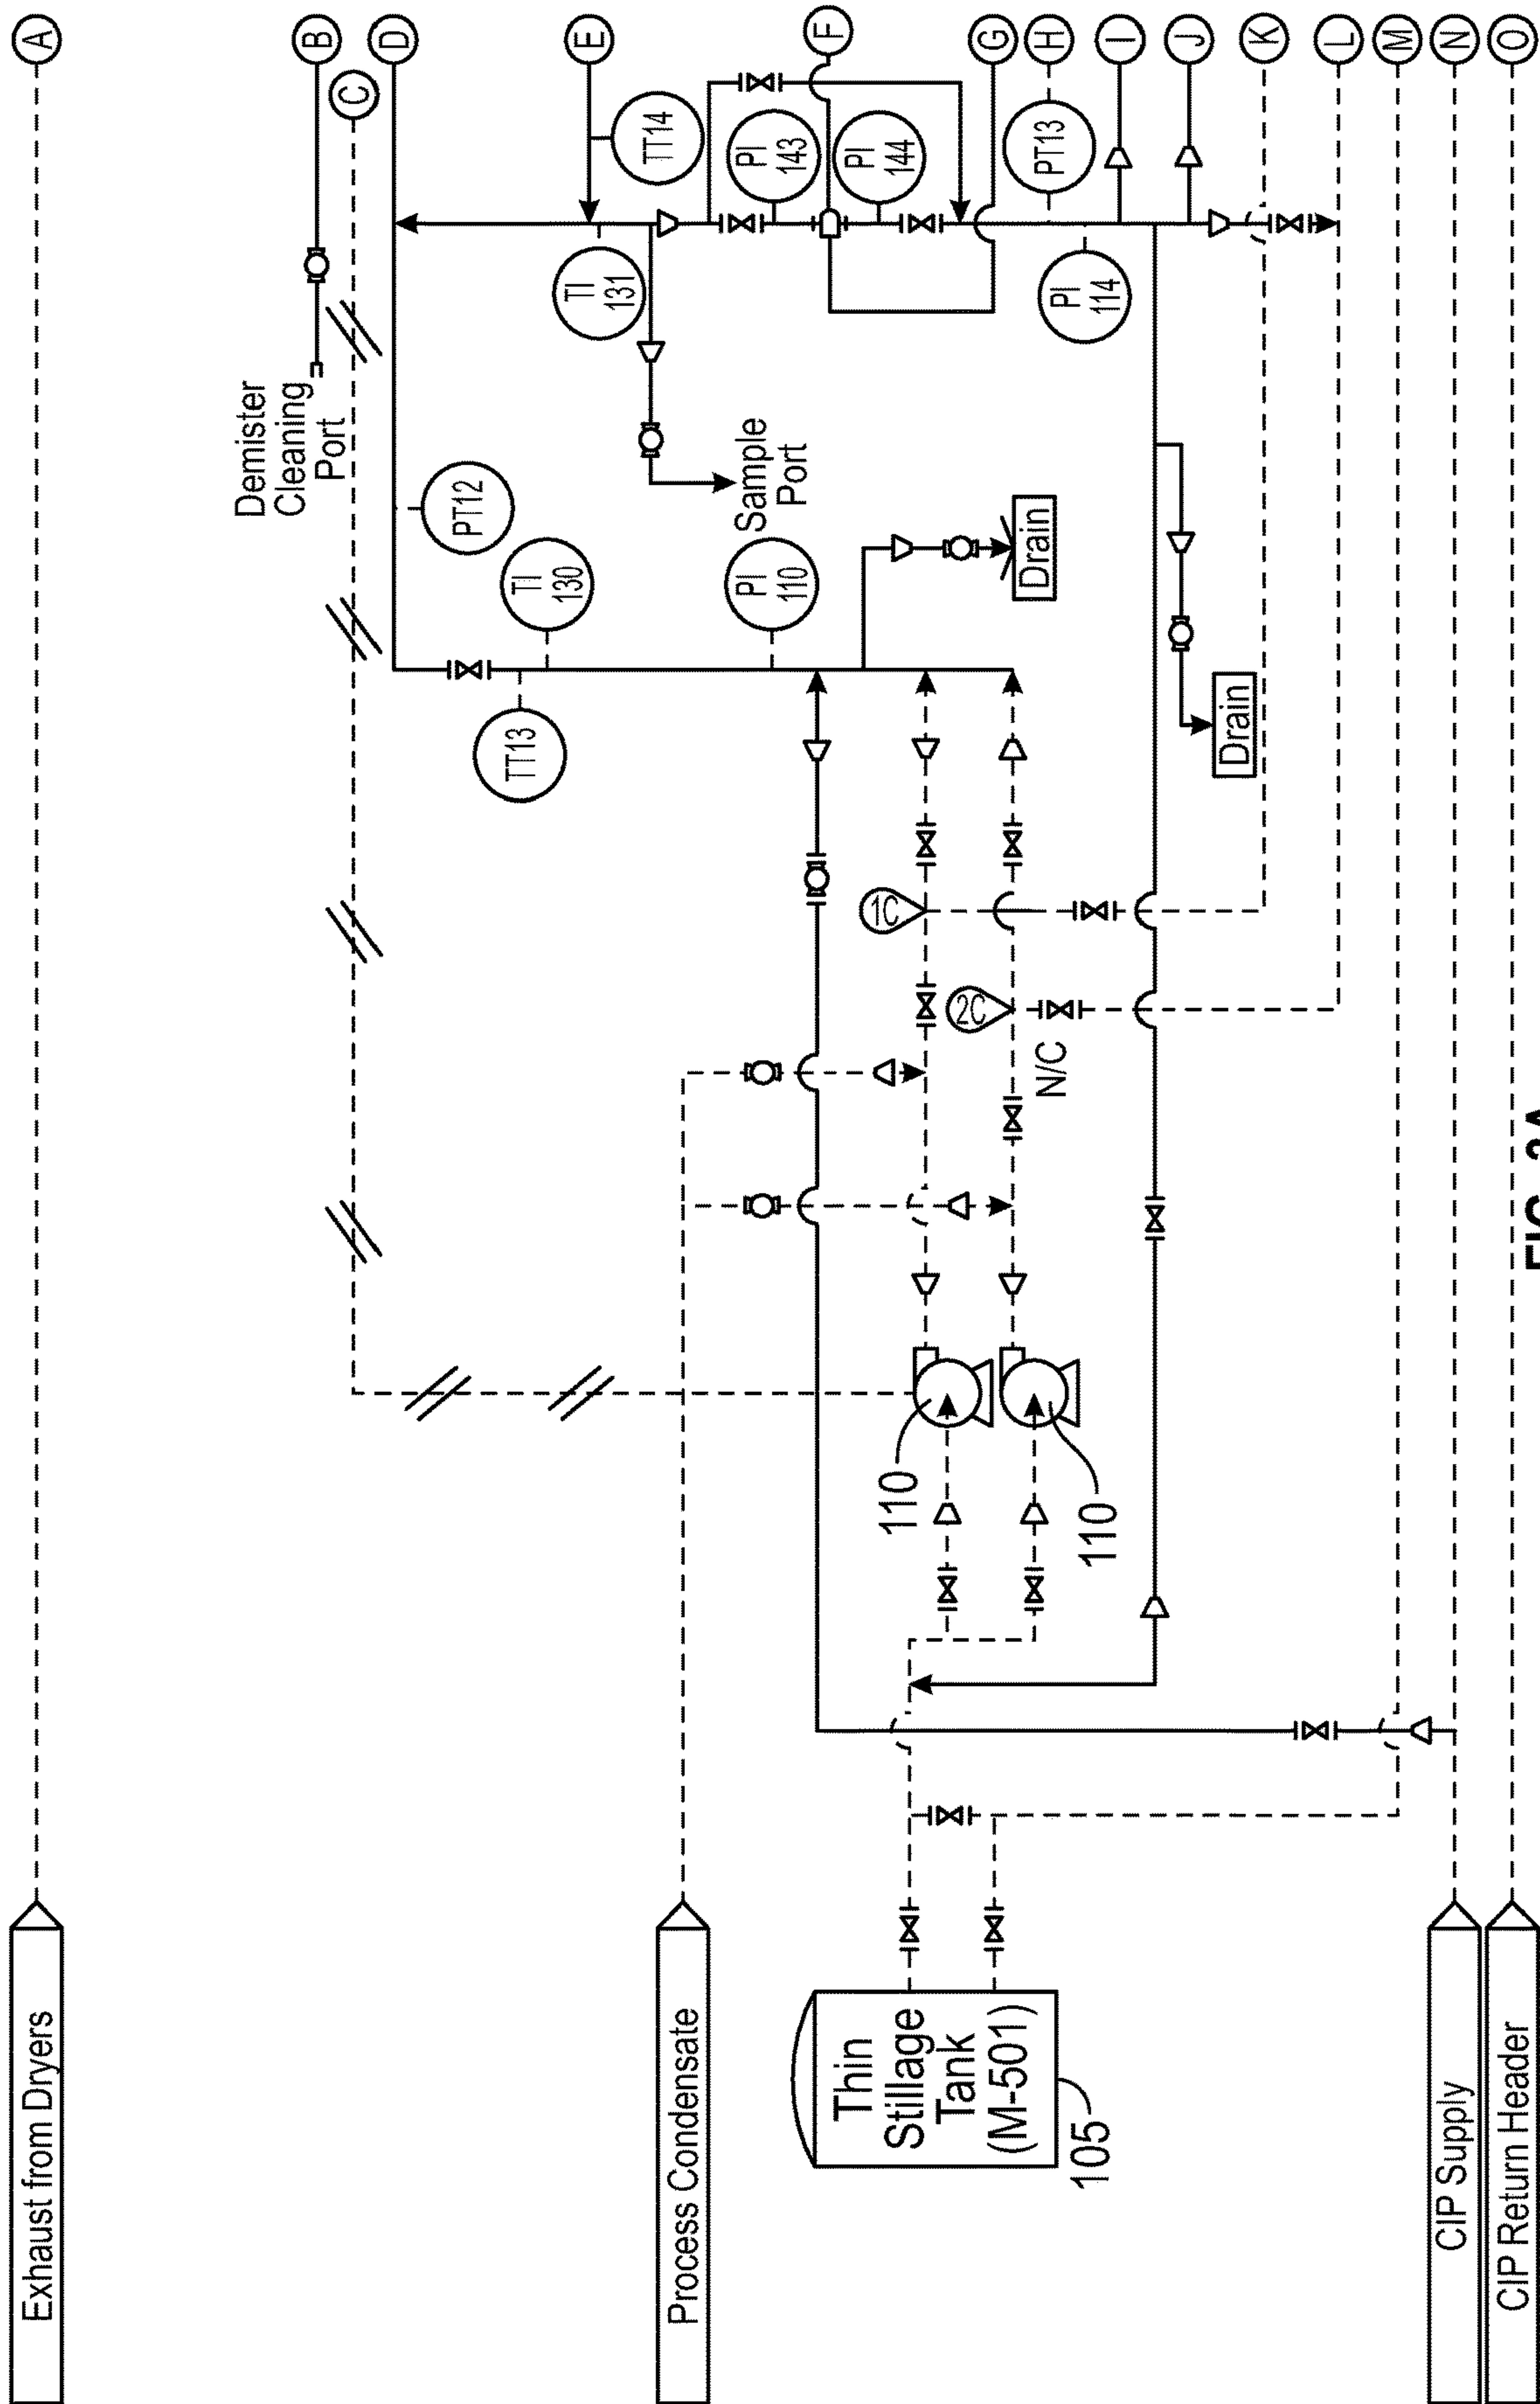 Exhaust from Dryers
A
Demister
Cleaning
Port
B
C
D
PT12
TI
130
TT13
E
TT14
TI
131
Process Condensate
PI
110
Sample
Port
PI
143
F
PI
144
Thin
Stillage
Tank
(M-501)
105
110
110
1C
2C
N/C
Drain
G
H
PT13
PI
114
I
J
Drain
K
L
M
CIP Supply
N
CIP Return Header
O